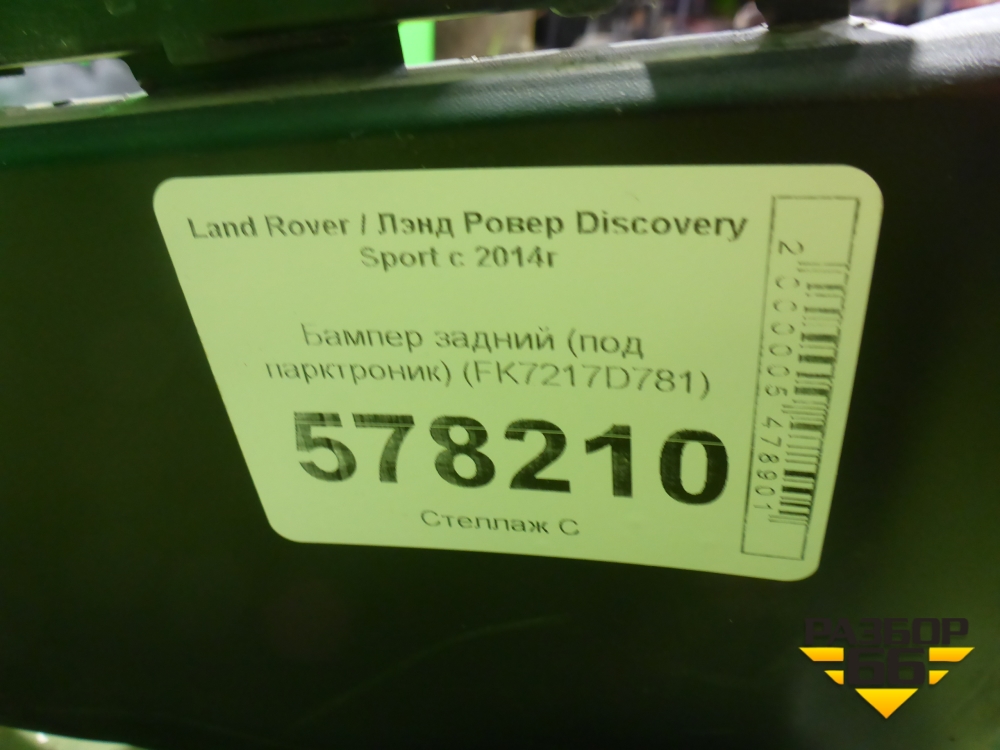 Land Rover / Лэнд Ровер Discovery
Sport с 2014г
Бампер задний (под
парктроник) (FK7217D781)
578210
Стеллаж С
2000005478901
РАЗБОР
66